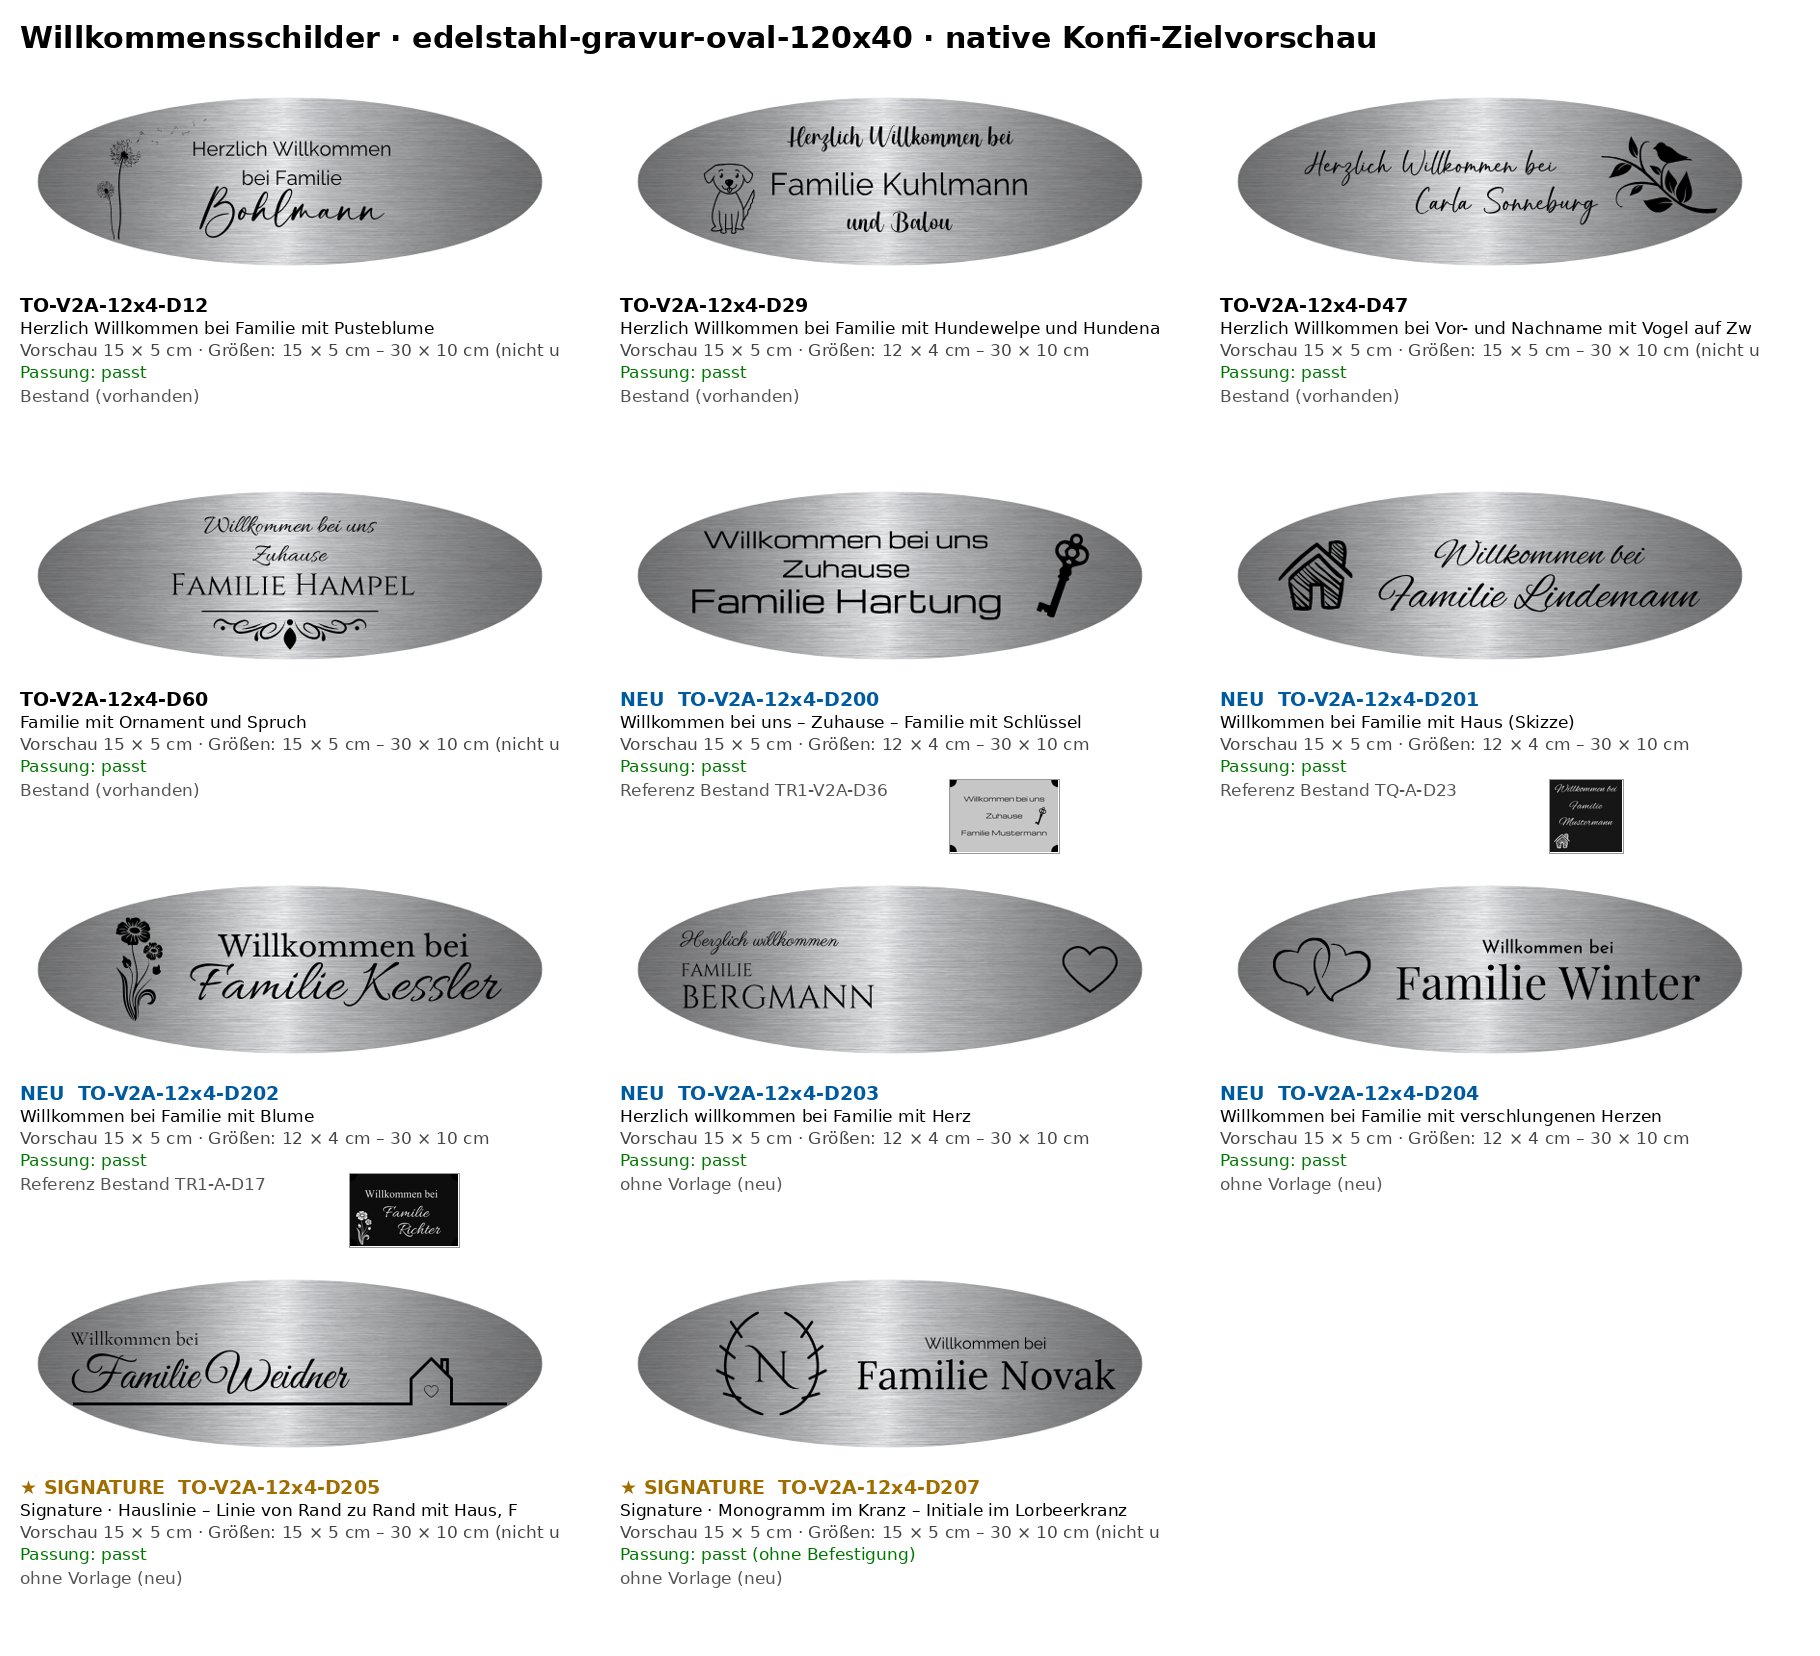 Willkommensschilder · edelstahl-gravur-oval-120x40 · native Konfi-Zielvorschau
Herzlich Willkommen
bei Familie
Bohlmann
TO-V2A-12x4-D12
Herzlich Willkommen bei Familie mit Pusteblume
Vorschau 15 × 5 cm · Größen: 15 × 5 cm – 30 × 10 cm (nicht u
Passung: passt
Bestand (vorhanden)
Herzlich Willkommen bei
Familie Kuhlmann
und Balou
TO-V2A-12x4-D29
Herzlich Willkommen bei Familie mit Hundewelpe und Hundena
Vorschau 15 × 5 cm · Größen: 12 × 4 cm – 30 × 10 cm
Passung: passt
Bestand (vorhanden)
Herzlich Willkommen bei
Carla Sonneburg
TO-V2A-12x4-D47
Herzlich Willkommen bei Vor- und Nachname mit Vogel auf Zw
Vorschau 15 × 5 cm · Größen: 15 × 5 cm – 30 × 10 cm (nicht u
Passung: passt
Bestand (vorhanden)
Willkommen bei uns
Zuhause
FAMILIE HAMPEL
TO-V2A-12x4-D60
Familie mit Ornament und Spruch
Vorschau 15 × 5 cm · Größen: 15 × 5 cm – 30 × 10 cm (nicht u
Passung: passt
Bestand (vorhanden)
Willkommen bei uns
Zuhause
Familie Hartung
NEU TO-V2A-12x4-D200
Willkommen bei uns – Zuhause – Familie mit Schlüssel
Vorschau 15 × 5 cm · Größen: 12 × 4 cm – 30 × 10 cm
Passung: passt
Referenz Bestand TR1-V2A-D36
Willkommen bei uns
Zuhause
Familie Mustermann
Willkommen bei
Familie Lindemann
NEU TO-V2A-12x4-D201
Willkommen bei Familie mit Haus (Skizze)
Vorschau 15 × 5 cm · Größen: 12 × 4 cm – 30 × 10 cm
Passung: passt
Referenz Bestand TQ-A-D23
Willkommen bei
Familie
Mustermann
Willkommen bei
Familie Kessler
NEU TO-V2A-12x4-D202
Willkommen bei Familie mit Blume
Vorschau 15 × 5 cm · Größen: 12 × 4 cm – 30 × 10 cm
Passung: passt
Referenz Bestand TR1-A-D17
Willkommen bei
Familie
Richter
Herzlich willkommen
FAMILIE
BERGMANN
NEU TO-V2A-12x4-D203
Herzlich willkommen bei Familie mit Herz
Vorschau 15 × 5 cm · Größen: 12 × 4 cm – 30 × 10 cm
Passung: passt
ohne Vorlage (neu)
Willkommen bei
Familie Winter
NEU TO-V2A-12x4-D204
Willkommen bei Familie mit verschlungenen Herzen
Vorschau 15 × 5 cm · Größen: 12 × 4 cm – 30 × 10 cm
Passung: passt
ohne Vorlage (neu)
Willkommen bei
Familie Weidner
★ SIGNATURE TO-V2A-12x4-D205
Signature · Hauslinie – Linie von Rand zu Rand mit Haus, F
Vorschau 15 × 5 cm · Größen: 15 × 5 cm – 30 × 10 cm (nicht u
Passung: passt
ohne Vorlage (neu)
N
Willkommen bei
Familie Novak
★ SIGNATURE TO-V2A-12x4-D207
Signature · Monogramm im Kranz – Initiale im Lorbeerkranz
Vorschau 15 × 5 cm · Größen: 15 × 5 cm – 30 × 10 cm (nicht u
Passung: passt (ohne Befestigung)
ohne Vorlage (neu)